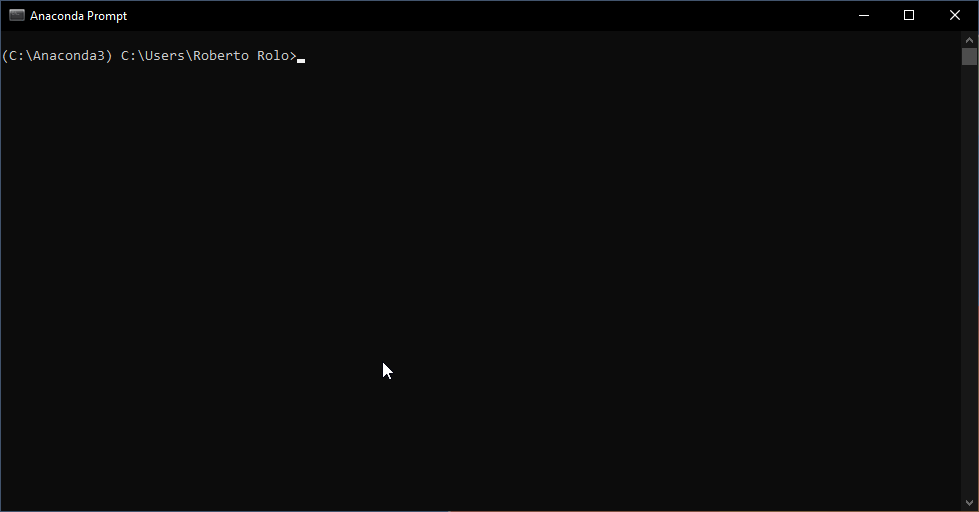 Anaconda Prompt
(C:\Anaconda3) C:\Users\Roberto Rolo>